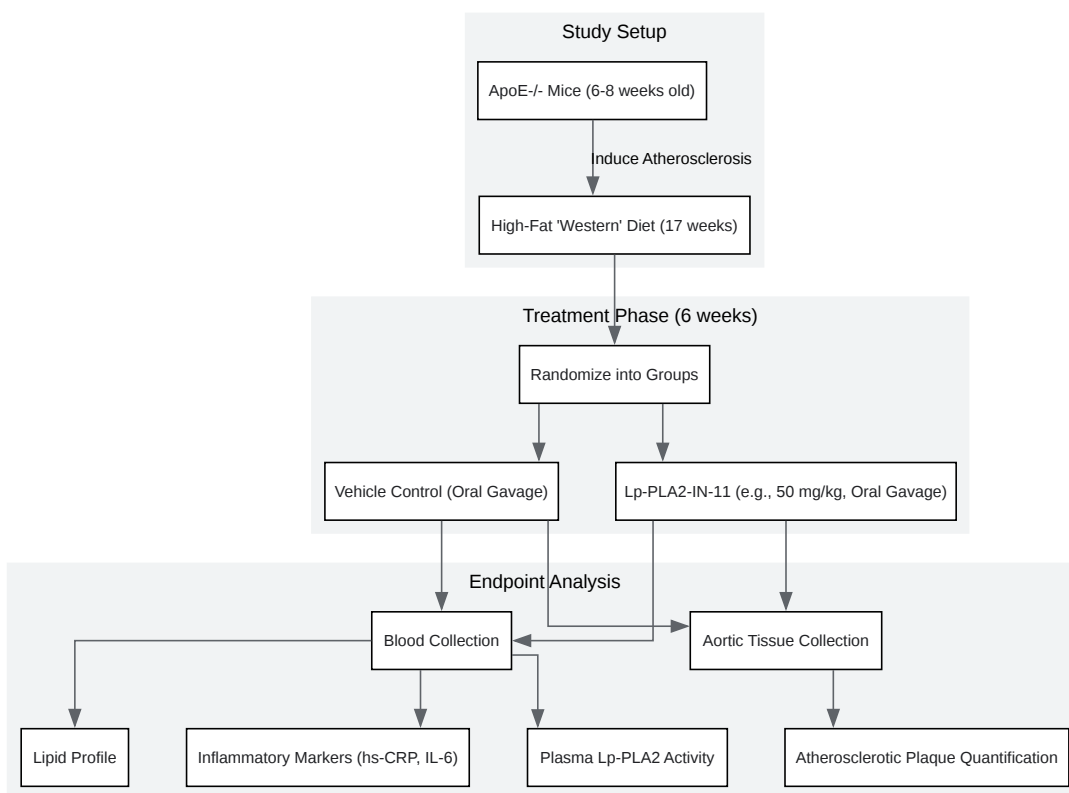 Study Setup
ApoE-/- Mice (6-8 weeks old)
Induce Atherosclerosis
High-Fat 'Western' Diet (17 weeks)
Treatment Phase (6 weeks)
Randomize into Groups
Vehicle Control (Oral Gavage)
Lp-PLA2-IN-11 (e.g., 50 mg/kg, Oral Gavage)
Endpoint Analysis
Blood Collection
Aortic Tissue Collection
Lipid Profile
Inflammatory Markers (hs-CRP, IL-6)
Plasma Lp-PLA2 Activity
Atherosclerotic Plaque Quantification